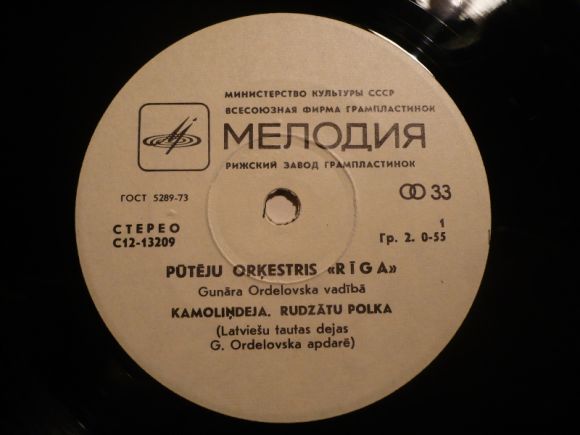 МИНИСТЕРСТВО КУЛЬТУРЫ СССР
ВСЕСОЮЗНАЯ ФИРМА ГРАМПЛАСТИНОК
МЕЛОДИЯ
РИЖСКИЙ ЗАВОД ГРАМПЛАСТИНОК
ГОСТ 5289-73
33
СТЕРЕО
С12-13209
1
Гр. 2. 0-55
PŪTĒJU ORĶESTRIS «RĪGA»
Gunāra Ordelovska vadībā
KAMOLIŅDEJA. RUDZĀTU POLKA
(Latviešu tautas dejas
G. Ordelovska apdarē)